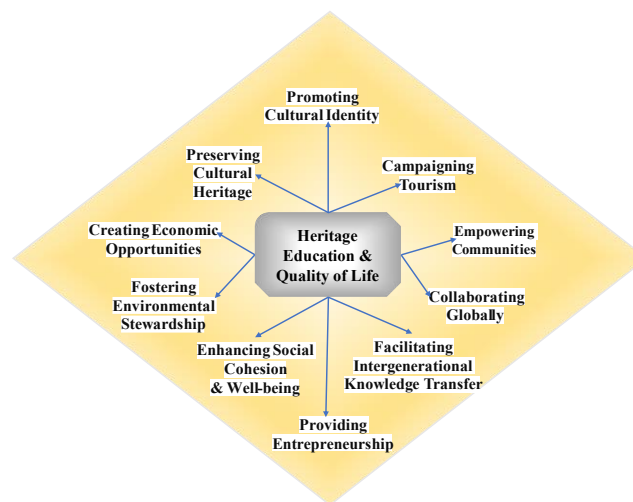 Promoting
Cultural Identity
Preserving
Cultural
Heritage
Campaigning
Tourism
Creating Economic
Opportunities
Heritage
Education &
Quality of Life
Empowering
Communities
Fostering
Environmental
Stewardship
Collaborating
Globally
Enhancing Social
Cohesion
& Well-being
Facilitating
Intergenerational
Knowledge Transfer
Providing
Entrepreneurship